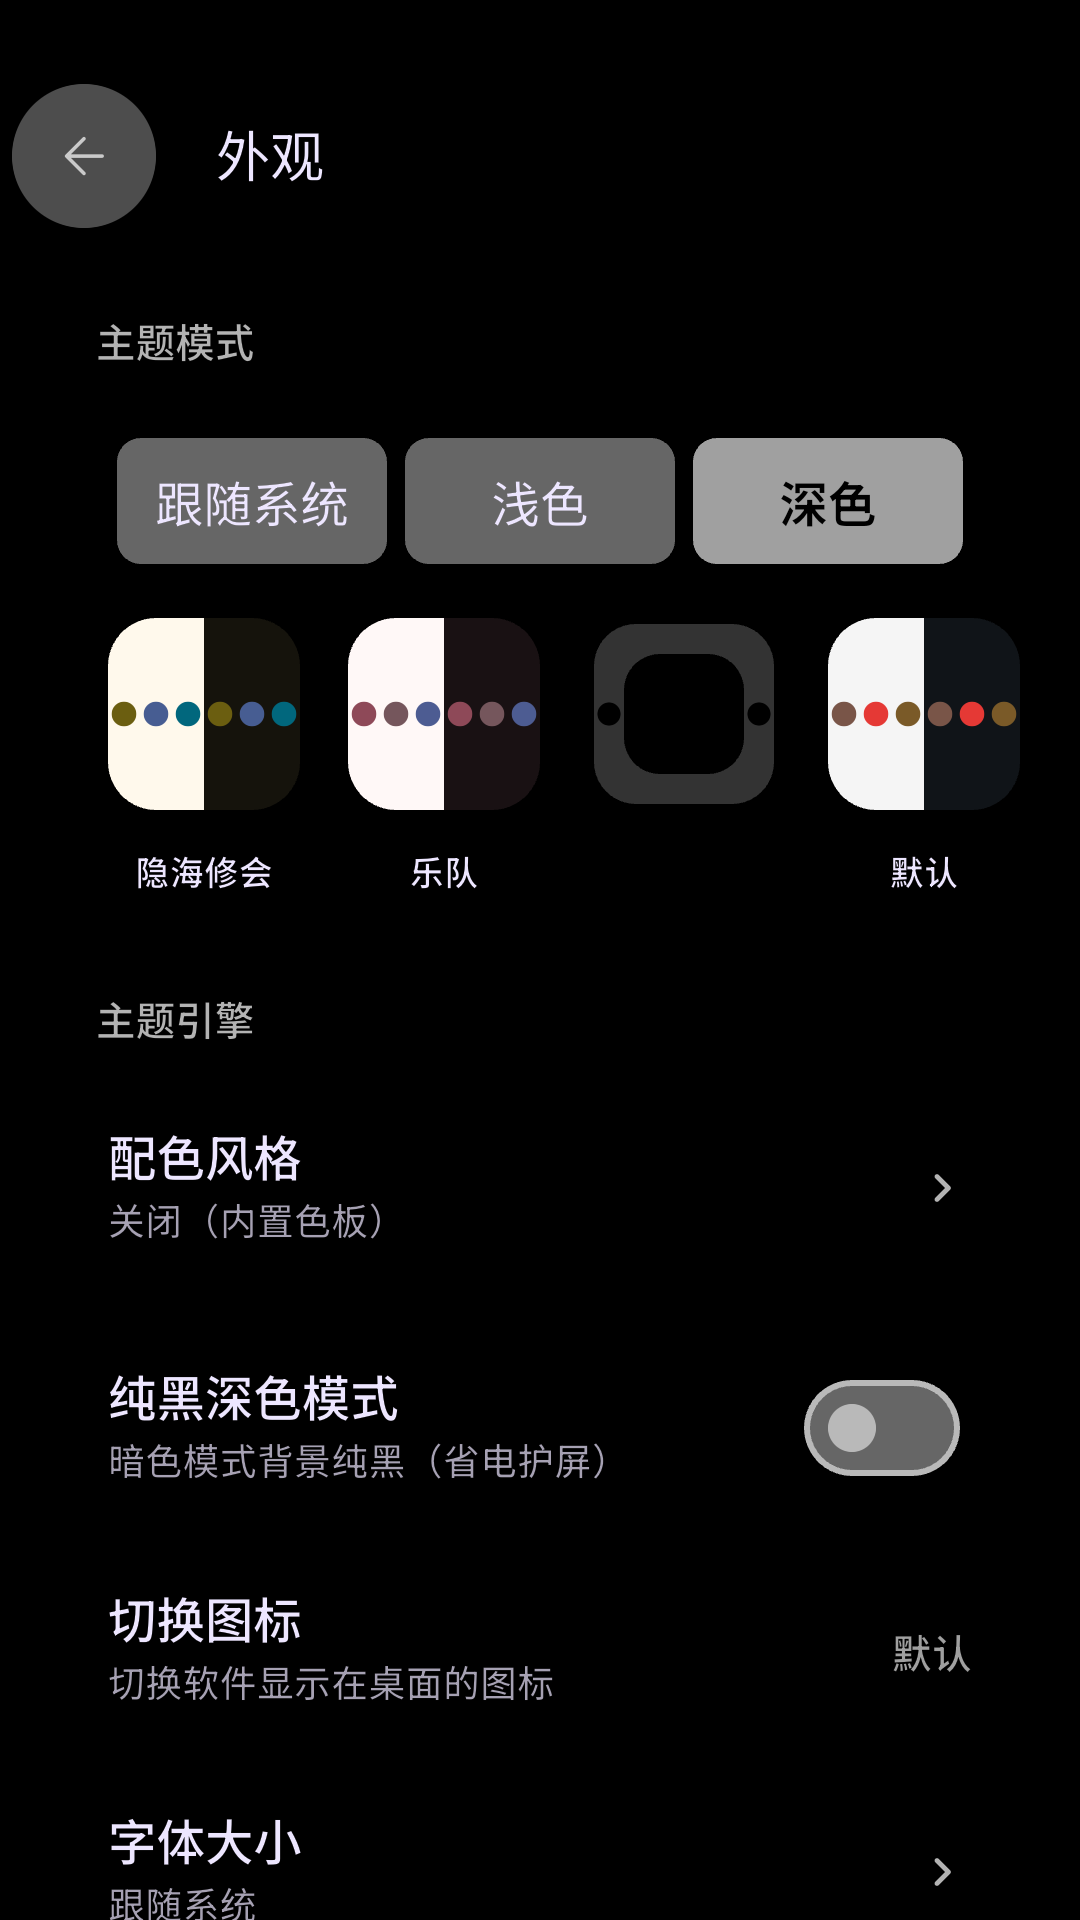 外观
主题模式
跟随系统
浅色
深色
隐海修会
乐队
默认
主题引擎
配色风格
关闭（内置色板）
纯黑深色模式
暗色模式背景纯黑（省电护屏）
切换图标
切换软件显示在桌面的图标
默认
字体大小
跟随系统